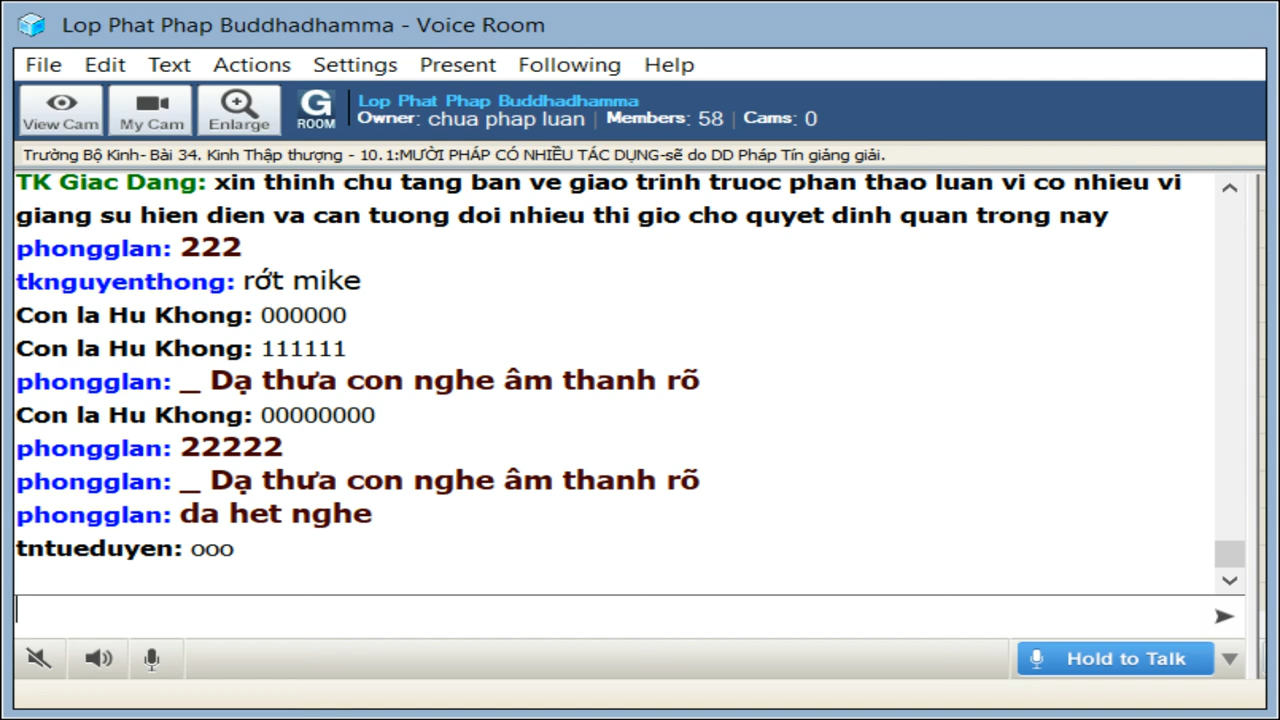 Lop Phat Phap Buddhadhamma - Voice Room
File Edit Text Actions Settings Present Following Help
View Cam My Cam Enlarge G ROOM
Lop Phat Phap Buddhadhamma
Owner: chua phap luan | Members: 58 | Cams: 0
Trường Bộ Kinh- Bài 34. Kinh Thập thượng - 10.1:MƯỜI PHÁP CÓ NHIỀU TÁC DỤNG-sẽ do DD Pháp Tín giảng giải.
TK Giac Dang: xin thinh chu tang ban ve giao trinh truoc phan thao luan vi co nhieu vi
giang su hien dien va can tuong doi nhieu thi gio cho quyet dinh quan trong nay
phongglan: 222
tknguyenthong: rớt mike
Con la Hu Khong: 000000
Con la Hu Khong: 111111
phongglan: _ Dạ thưa con nghe âm thanh rõ
Con la Hu Khong: 00000000
phongglan: 22222
phongglan: _ Dạ thưa con nghe âm thanh rõ
phongglan: da het nghe
tntueduyen: ooo
Hold to Talk